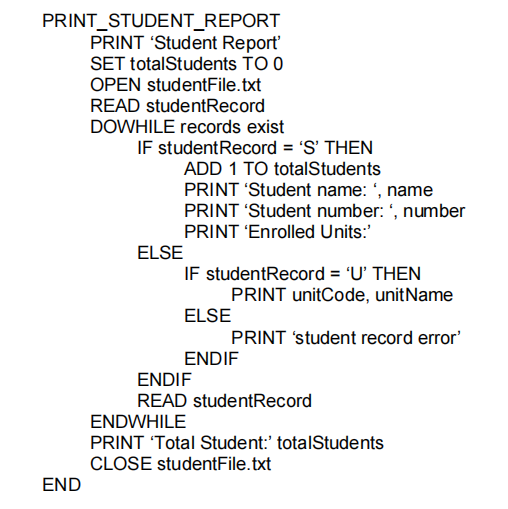 PRINT_STUDENT_REPORT
PRINT ‘Student Report’
SET totalStudents TO 0
OPEN studentFile.txt
READ studentRecord
DOWHILE records exist
IF studentRecord = ‘S’ THEN
ADD 1 TO totalStudents
PRINT ‘Student name: ‘, name
PRINT ‘Student number: ‘, number
PRINT ‘Enrolled Units:’
ELSE
IF studentRecord = ‘U’ THEN
PRINT unitCode, unitName
ELSE
PRINT ‘student record error’
ENDIF
ENDIF
READ studentRecord
ENDWHILE
PRINT ‘Total Student:’ totalStudents
CLOSE studentFile.txt
END